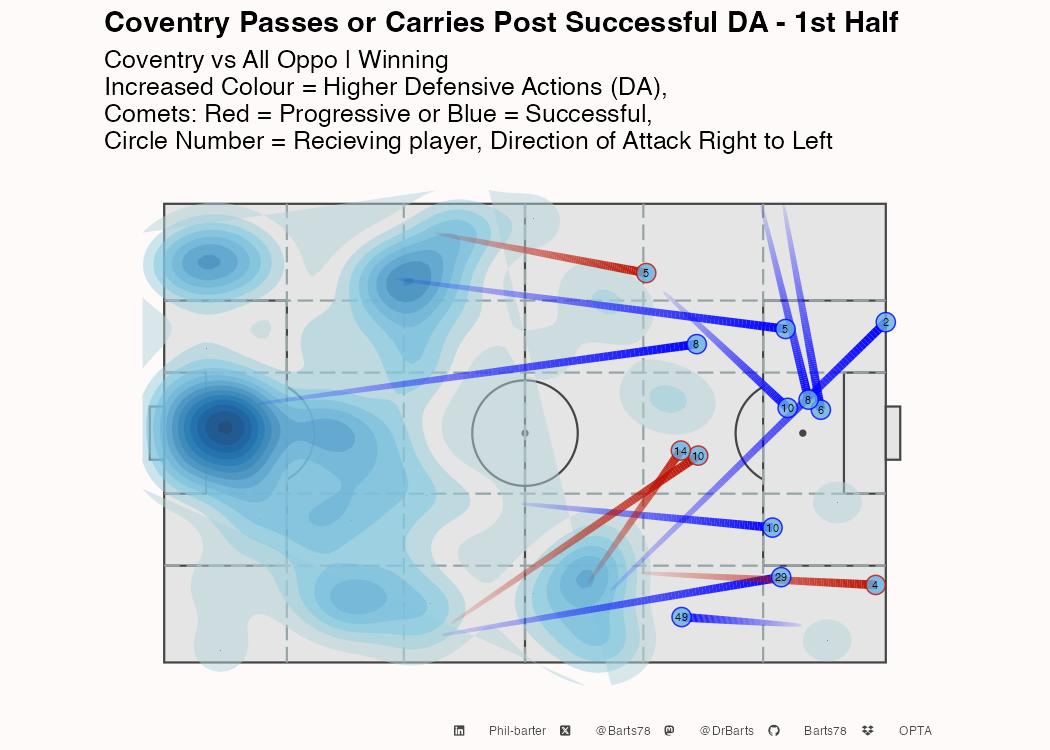 Coventry Passes or Carries Post Successful DA - 1st Half
Coventry vs All Oppo | Winning
Increased Colour = Higher Defensive Actions (DA),
Comets: Red = Progressive or Blue = Successful,
Circle Number = Recieving player, Direction of Attack Right to Left
5
2
5
8
8
10
6
14
10
10
29
4
49
Phil-barter @Barts78 @DrBarts Barts78 OPTA